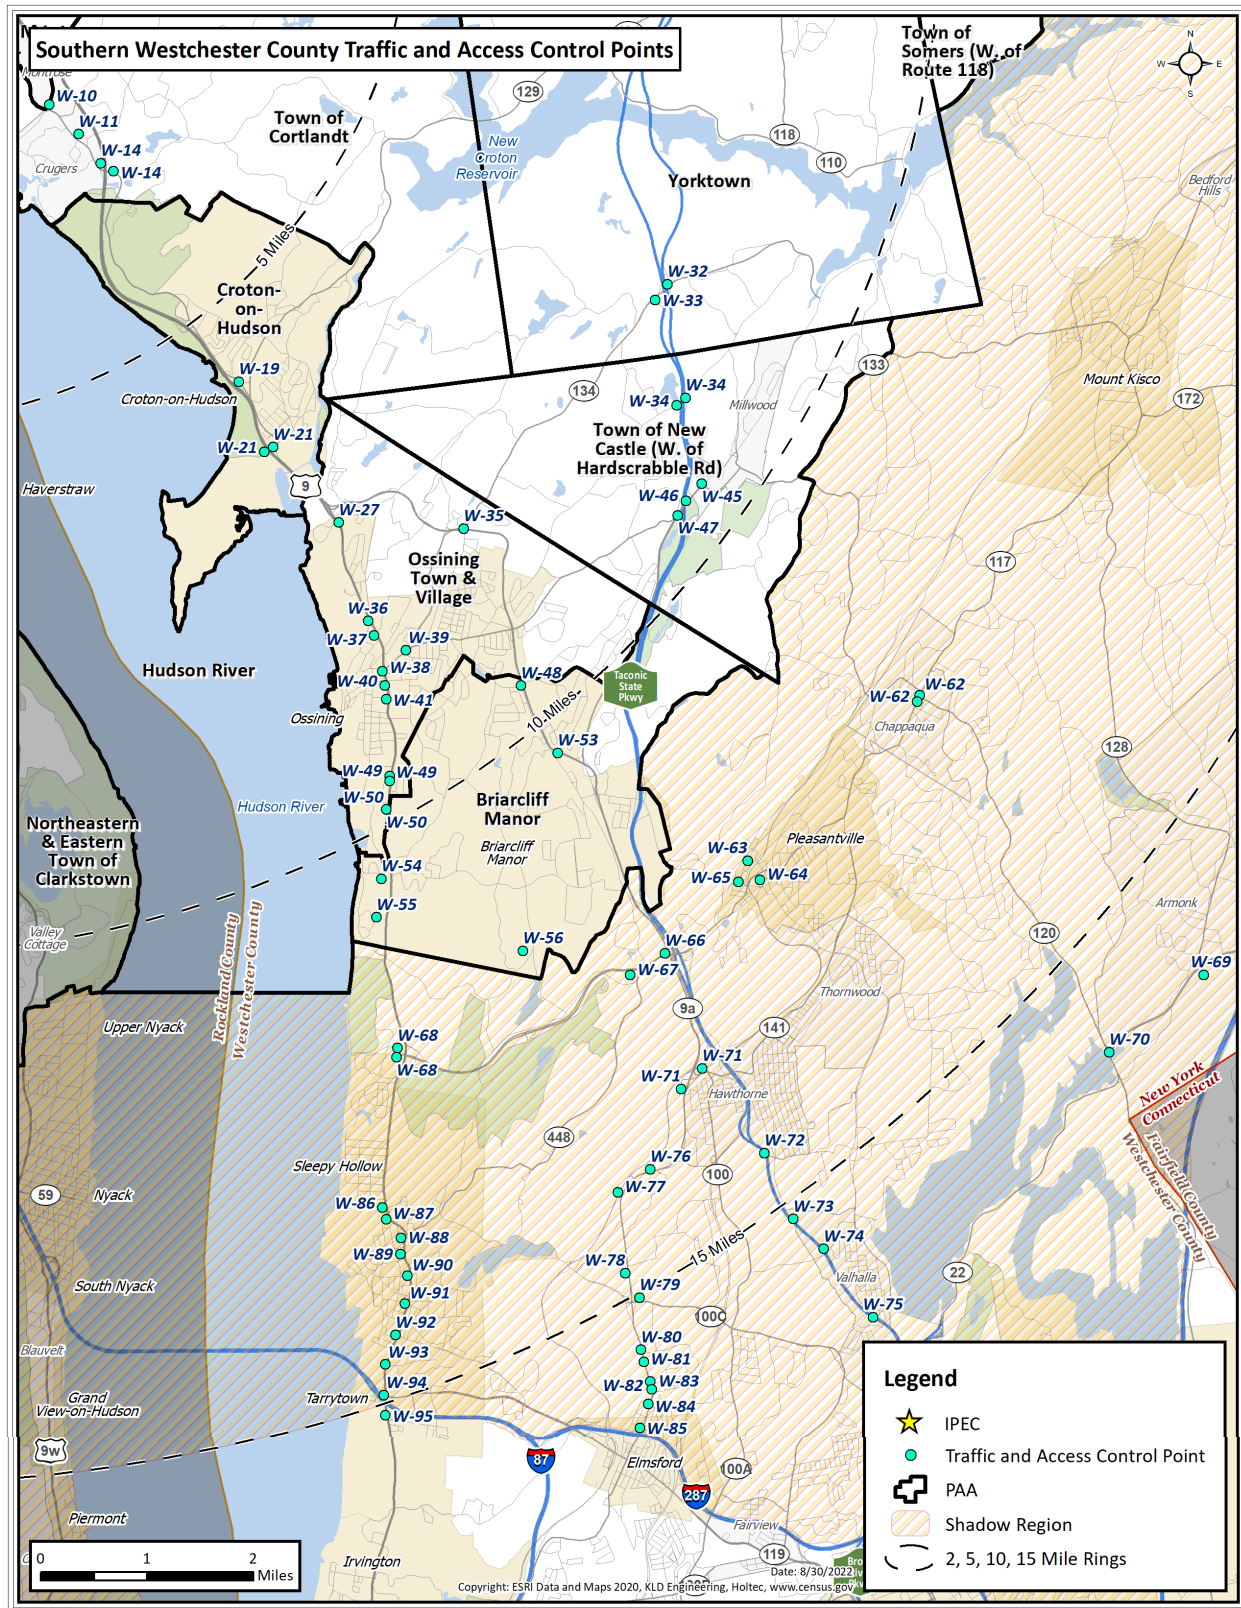 Southern Westchester County Traffic and Access Control Points
Town of
Somers (W. of
Route 118)
N
W
E
S
Montrose
W-10
W-11
W-14
W-14
Crugers
Town of
Cortlandt
129
New
Croton
Reservoir
118
110
Yorktown
Bedford
Hills
5 Miles
Croton-
on-
Hudson
W-32
W-33
W-19
Croton-on-Hudson
134
133
Mount Kisco
172
W-34
W-34
Millwood
Town of New
Castle (W. of
Hardscrabble Rd)
W-21
W-21
Haverstraw
9
W-46
W-45
W-47
W-27
W-35
Ossining
Town &
Village
117
W-36
W-37
W-39
W-38
W-40
W-41
Hudson River
W-48
Taconic
State
Pkwy
W-62
W-62
Chappaqua
Ossining
10 Miles
W-53
128
W-49
W-49
W-50
W-50
Hudson River
Briarcliff
Manor
Briarcliff
Manor
Northeastern
& Eastern
Town of
Clarkstown
Pleasantville
W-63
W-65
W-64
W-54
W-55
Armonk
Valley
Cottage
Rockland County
Westchester County
W-56
W-66
W-67
120
W-69
Thornwood
9a
141
Upper Nyack
W-68
W-68
W-70
W-71
W-71
Hawthorne
New York
Connecticut
448
W-72
Fairfield County
Westchester County
Sleepy Hollow
W-76
W-77
100
59
Nyack
W-86
W-87
W-73
W-88
W-89
W-74
15 Miles
W-90
W-78
22
Valhalla
South Nyack
W-91
W-79
W-75
100C
W-92
W-80
Blauvelt
W-93
W-81
W-82
W-83
Grand
View-on-Hudson
Tarrytown
W-94
W-84
W-95
W-85
9w
87
Elmsford
100A
287
Piermont
Fairview
Irvington
119
Legend
IPEC
Traffic and Access Control Point
PAA
Shadow Region
2, 5, 10, 15 Mile Rings
0
1
2
Miles
Date: 8/30/2022
Copyright: ESRI Data and Maps 2020, KLD Engineering, Holtec, www.census.gov